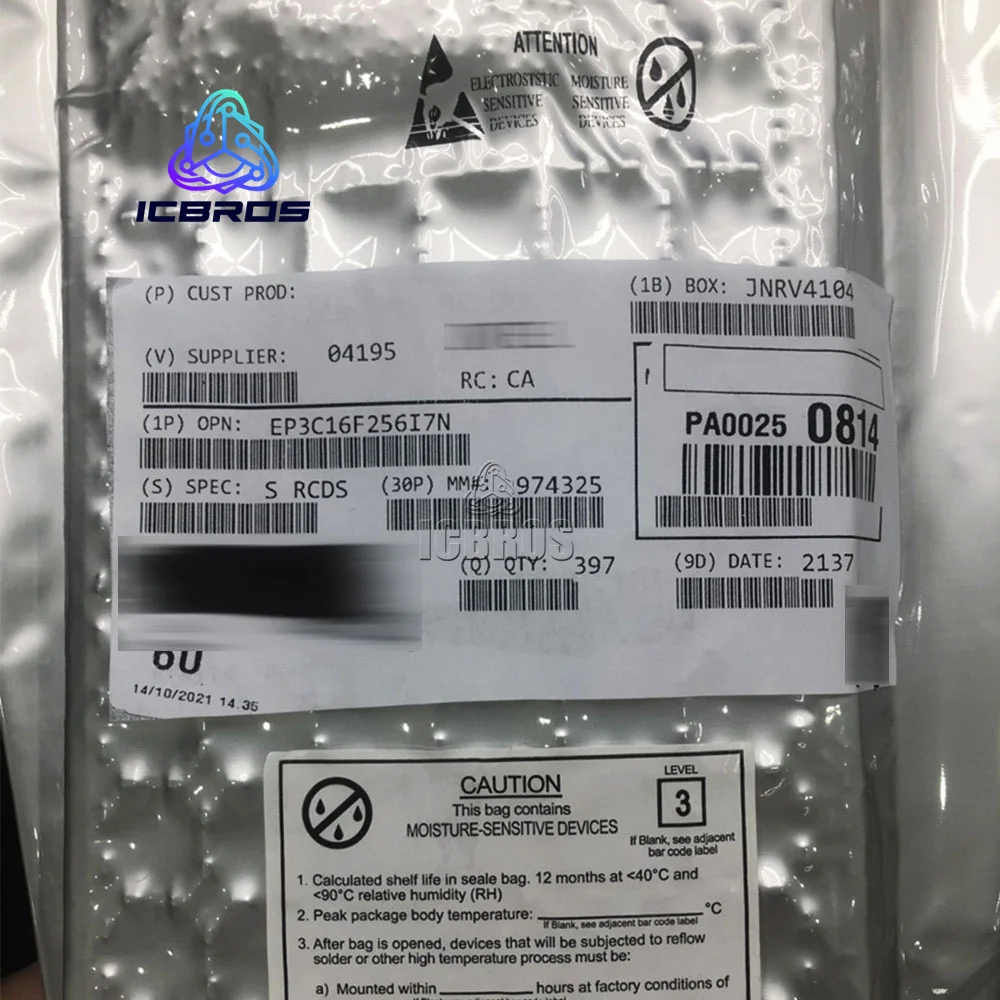 ATTENTION
ELECTROSTSTIC MOISTURE
SENSITIVE SENSITIVE
DEVICES DEVICES
ICBROS
(P) CUST PROD:
(1B) BOX: JNRV4104
(V) SUPPLIER: 04195
RC: CA
(1P) OPN: EP3C16F256I7N
PA0025 0814
(S) SPEC: S RCDS (30P) MM#: 974325
ICBROS
(Q) QTY: 397 (9D) DATE: 2137
60
14/10/2021 14.35
CAUTION
This bag contains
MOISTURE-SENSITIVE DEVICES
LEVEL
3
If Blank, see adjacent
bar code label
1. Calculated shelf life in seale bag. 12 months at <40°C and
<90°C relative humidity (RH)
2. Peak package body temperature: °C
If Blank, see adjacent bar code label
3. After bag is opened, devices that will be subjected to reflow
solder or other high temperature process must be:
a) Mounted within hours at factory conditions of